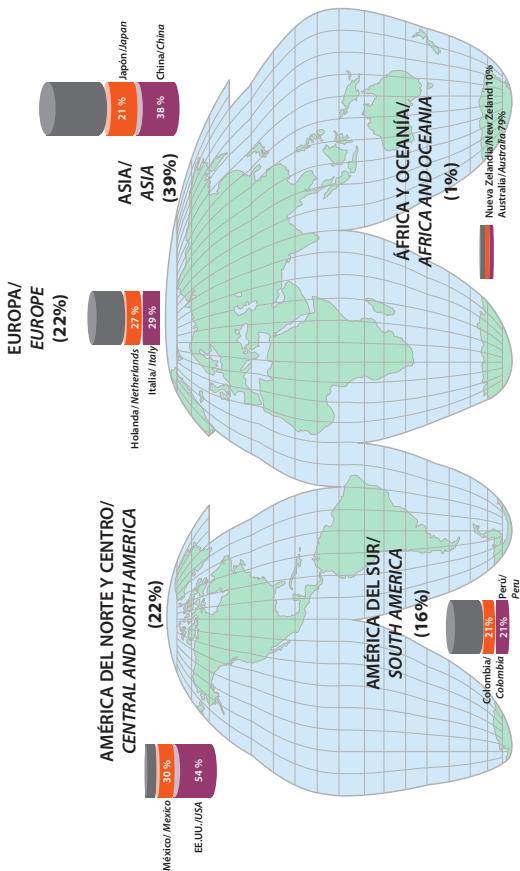 AMÉRICA DEL NORTE Y CENTRO/
CENTRAL AND NORTH AMERICA
(22%)
México/ Mexico
30 %
EE.UU./USA
54 %
EUROPA/
EUROPE
(22%)
Holanda/ Netherlands
27 %
Italia/ Italy
29 %
ASIA/
ASIA
(39%)
Japón/Japan
21 %
China/China
38 %
AMÉRICA DEL SUR/
SOUTH AMERICA
(16%)
Colombia/
Colombia
21%
21%
Perú/
Peru
ÁFRICA Y OCEANÍA/
AFRICA AND OCEANIA
(1%)
Nueva Zelandia/New Zeland 10%
Australia/Australia 79%